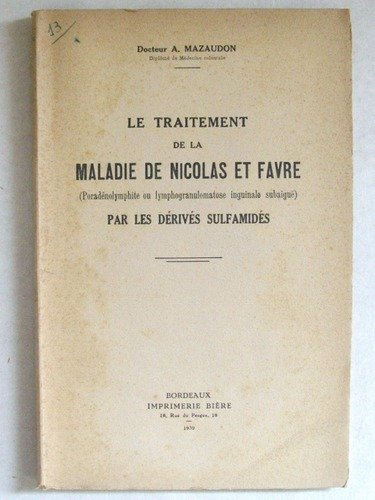 13
Docteur A. MAZAUDON
Diplômé de Médecine coloniale
LE TRAITEMENT
DE LA
MALADIE DE NICOLAS ET FAVRE
(Poradénolymphite ou lymphogranulomatose inguinale subaiguë)
PAR LES DÉRIVÉS SULFAMIDÉS
BORDEAUX
IMPRIMERIE BIÈRE
18, Rue du Peugue, 18
1939